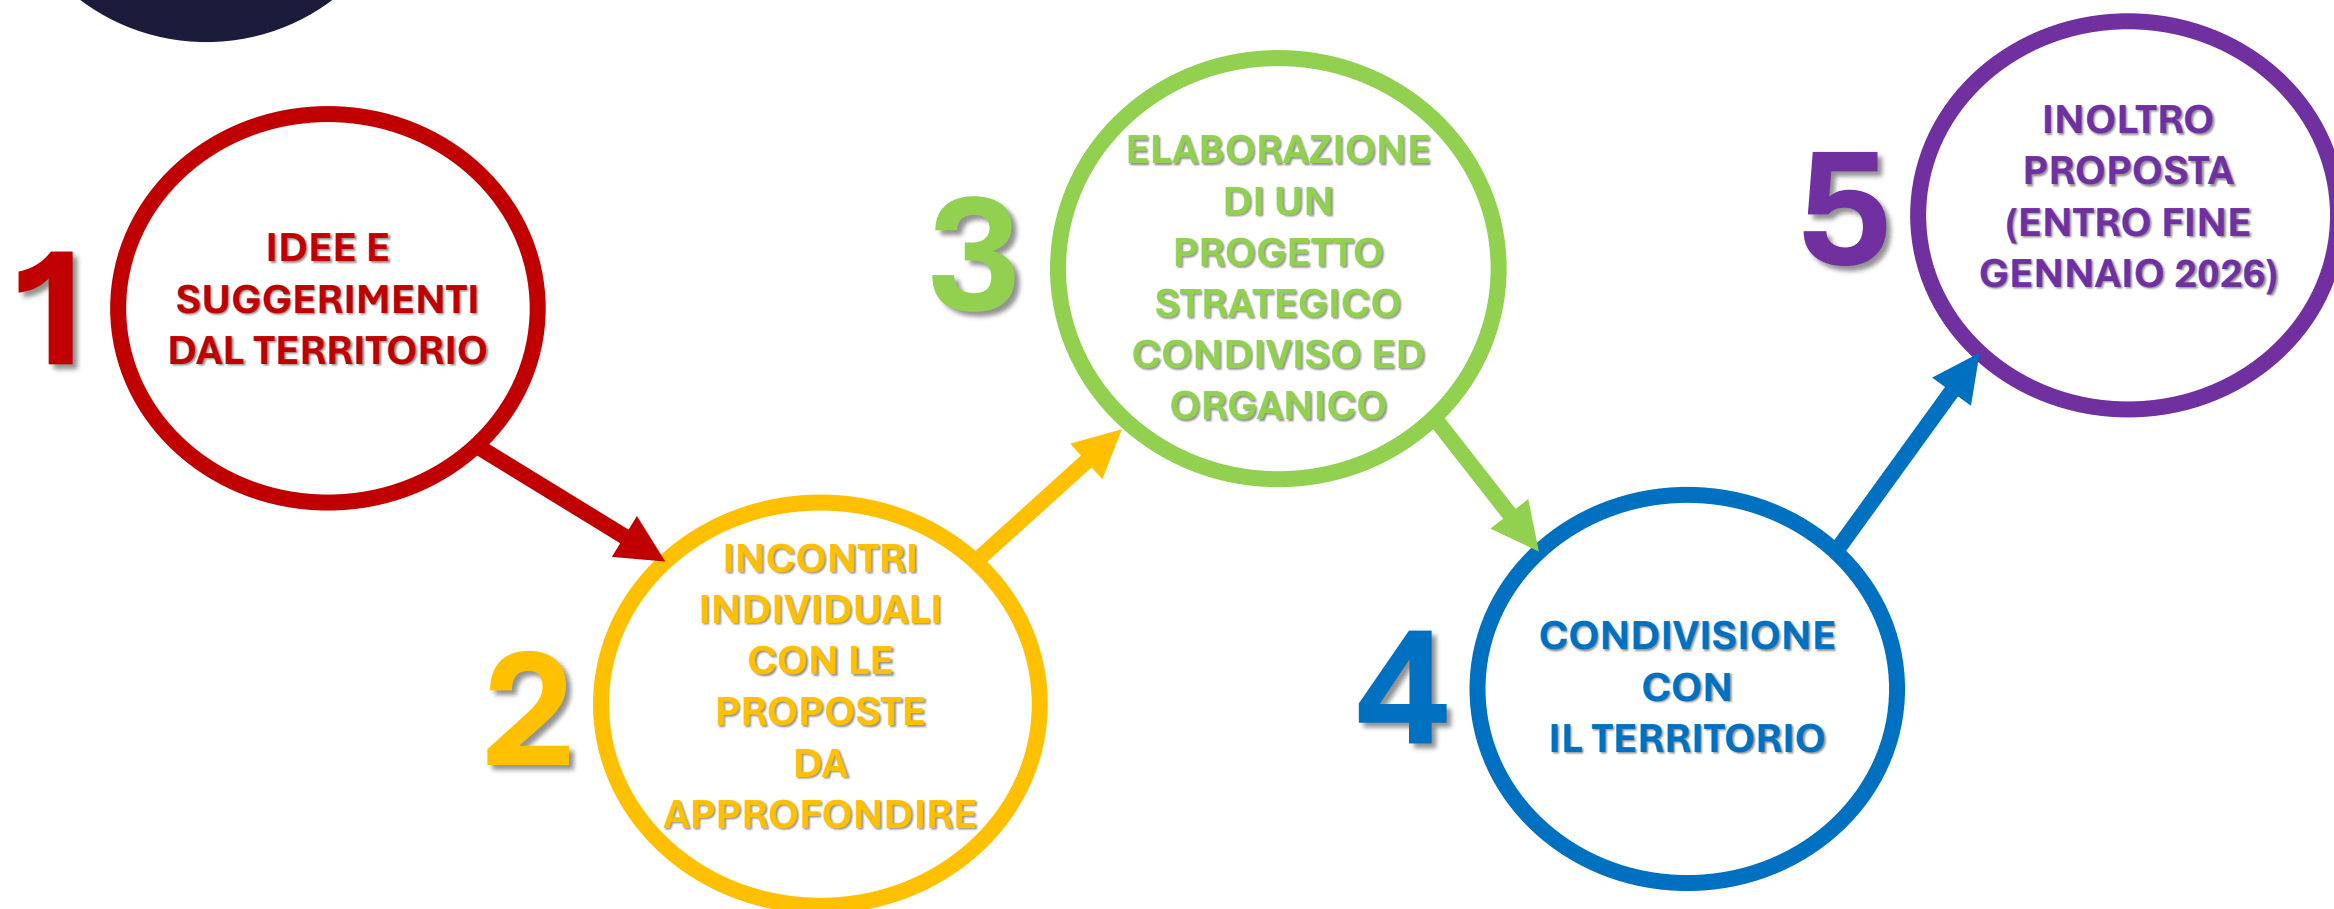 1
IDEE E
SUGGERIMENTI
DAL TERRITORIO
2
INCONTRI
INDIVIDUALI
CON LE
PROPOSTE
DA
APPROFONDIRE
3
ELABORAZIONE
DI UN
PROGETTO
STRATEGICO
CONDIVISO ED
ORGANICO
4
CONDIVISIONE
CON
IL TERRITORIO
5
INOLTRO
PROPOSTA
(ENTRO FINE
GENNAIO 2026)